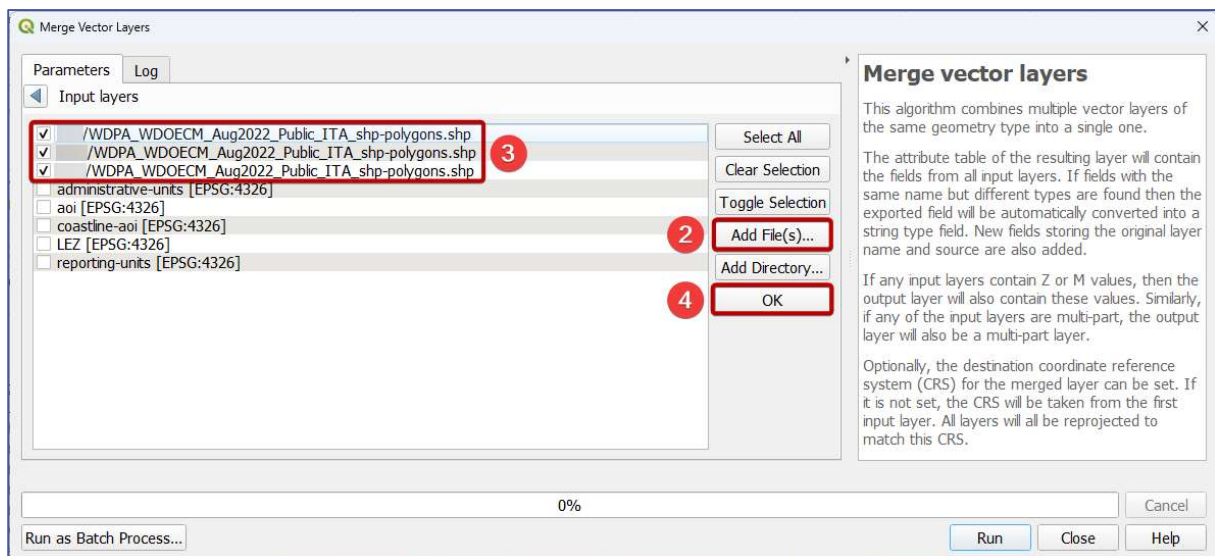 Merge Vector Layers
Parameters
Log
Input layers
/WDPA_WDOECM_Aug2022_Public_ITA_shp-polygons.shp
/WDPA_WDOECM_Aug2022_Public_ITA_shp-polygons.shp
/WDPA_WDOECM_Aug2022_Public_ITA_shp-polygons.shp
3
administrative-units [EPSG:4326]
aoi [EPSG:4326]
coastline-aoi [EPSG:4326]
LEZ [EPSG:4326]
reporting-units [EPSG:4326]
Select All
Clear Selection
Toggle Selection
2
Add File(s)...
Add Directory...
4
OK
Merge vector layers
This algorithm combines multiple vector layers of
the same geometry type into a single one.
The attribute table of the resulting layer will contain
the fields from all input layers. If fields with the
same name but different types are found then the
exported field will be automatically converted into a
string type field. New fields storing the original layer
name and source are also added.
If any input layers contain Z or M values, then the
output layer will also contain these values. Similarly,
if any of the input layers are multi-part, the output
layer will also be a multi-part layer.
Optionally, the destination coordinate reference
system (CRS) for the merged layer can be set. If
it is not set, the CRS will be taken from the first
input layer. All layers will all be reprojected to
match this CRS.
0%
Cancel
Run as Batch Process...
Run
Close
Help